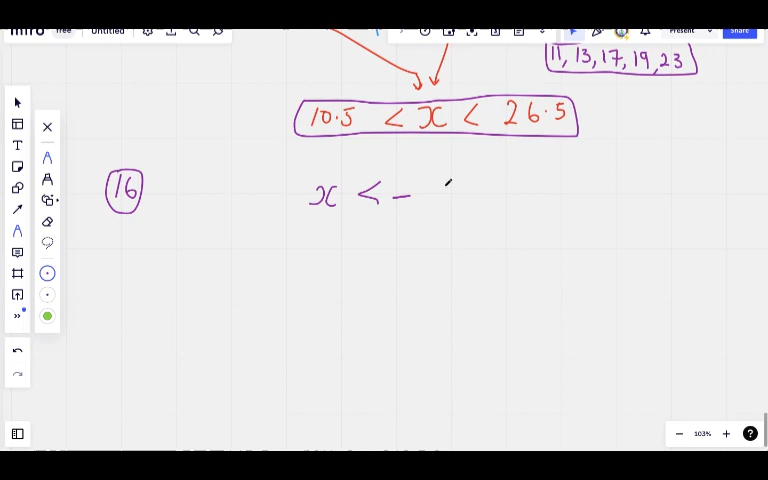 miro free Untitled Present Share
11, 13, 17, 19, 23
10.5 < x < 26.5
16 x < -
103%